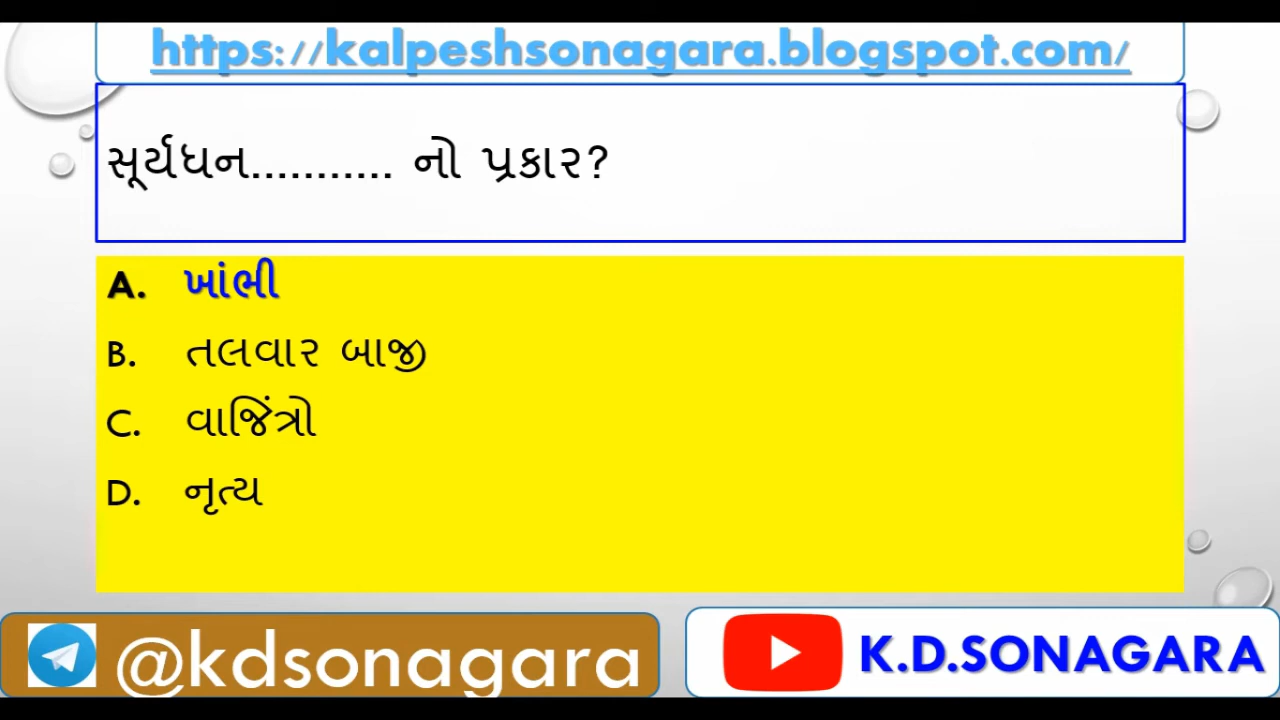 https://kalpeshsonagara.blogspot.com/
સૂર્યધન........... નો પ્રકાર?
A. ખાંભી
B. તલવાર બાજી
C. વાજિંત્રો
D. નૃત્ય
@kdsonagara
K.D.SONAGARA